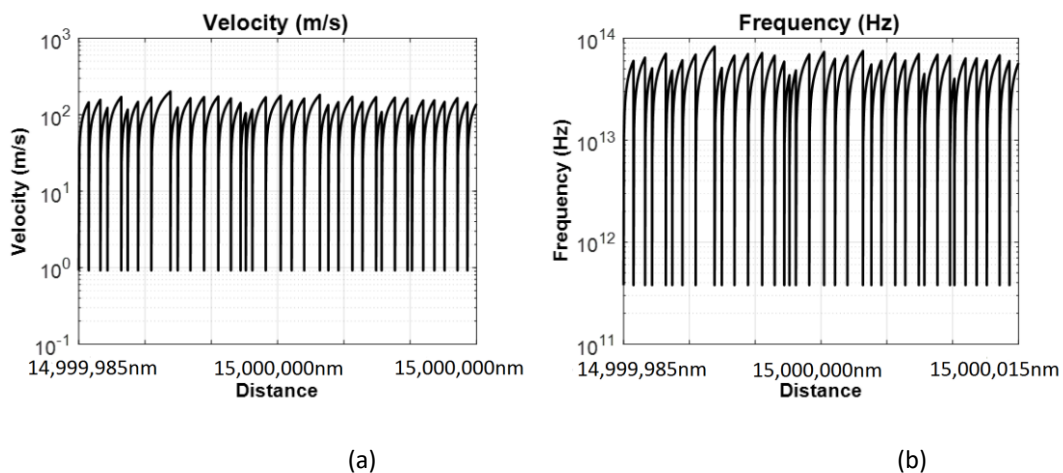 Velocity (m/s)
10^3
10^2
10^1
10^0
10^-1
Velocity (m/s)
14,999,985nm 15,000,000nm 15,000,000nm
Distance
(a)
Frequency (Hz)
10^14
10^13
10^12
10^11
Frequency (Hz)
14,999,985nm 15,000,000nm 15,000,015nm
Distance
(b)